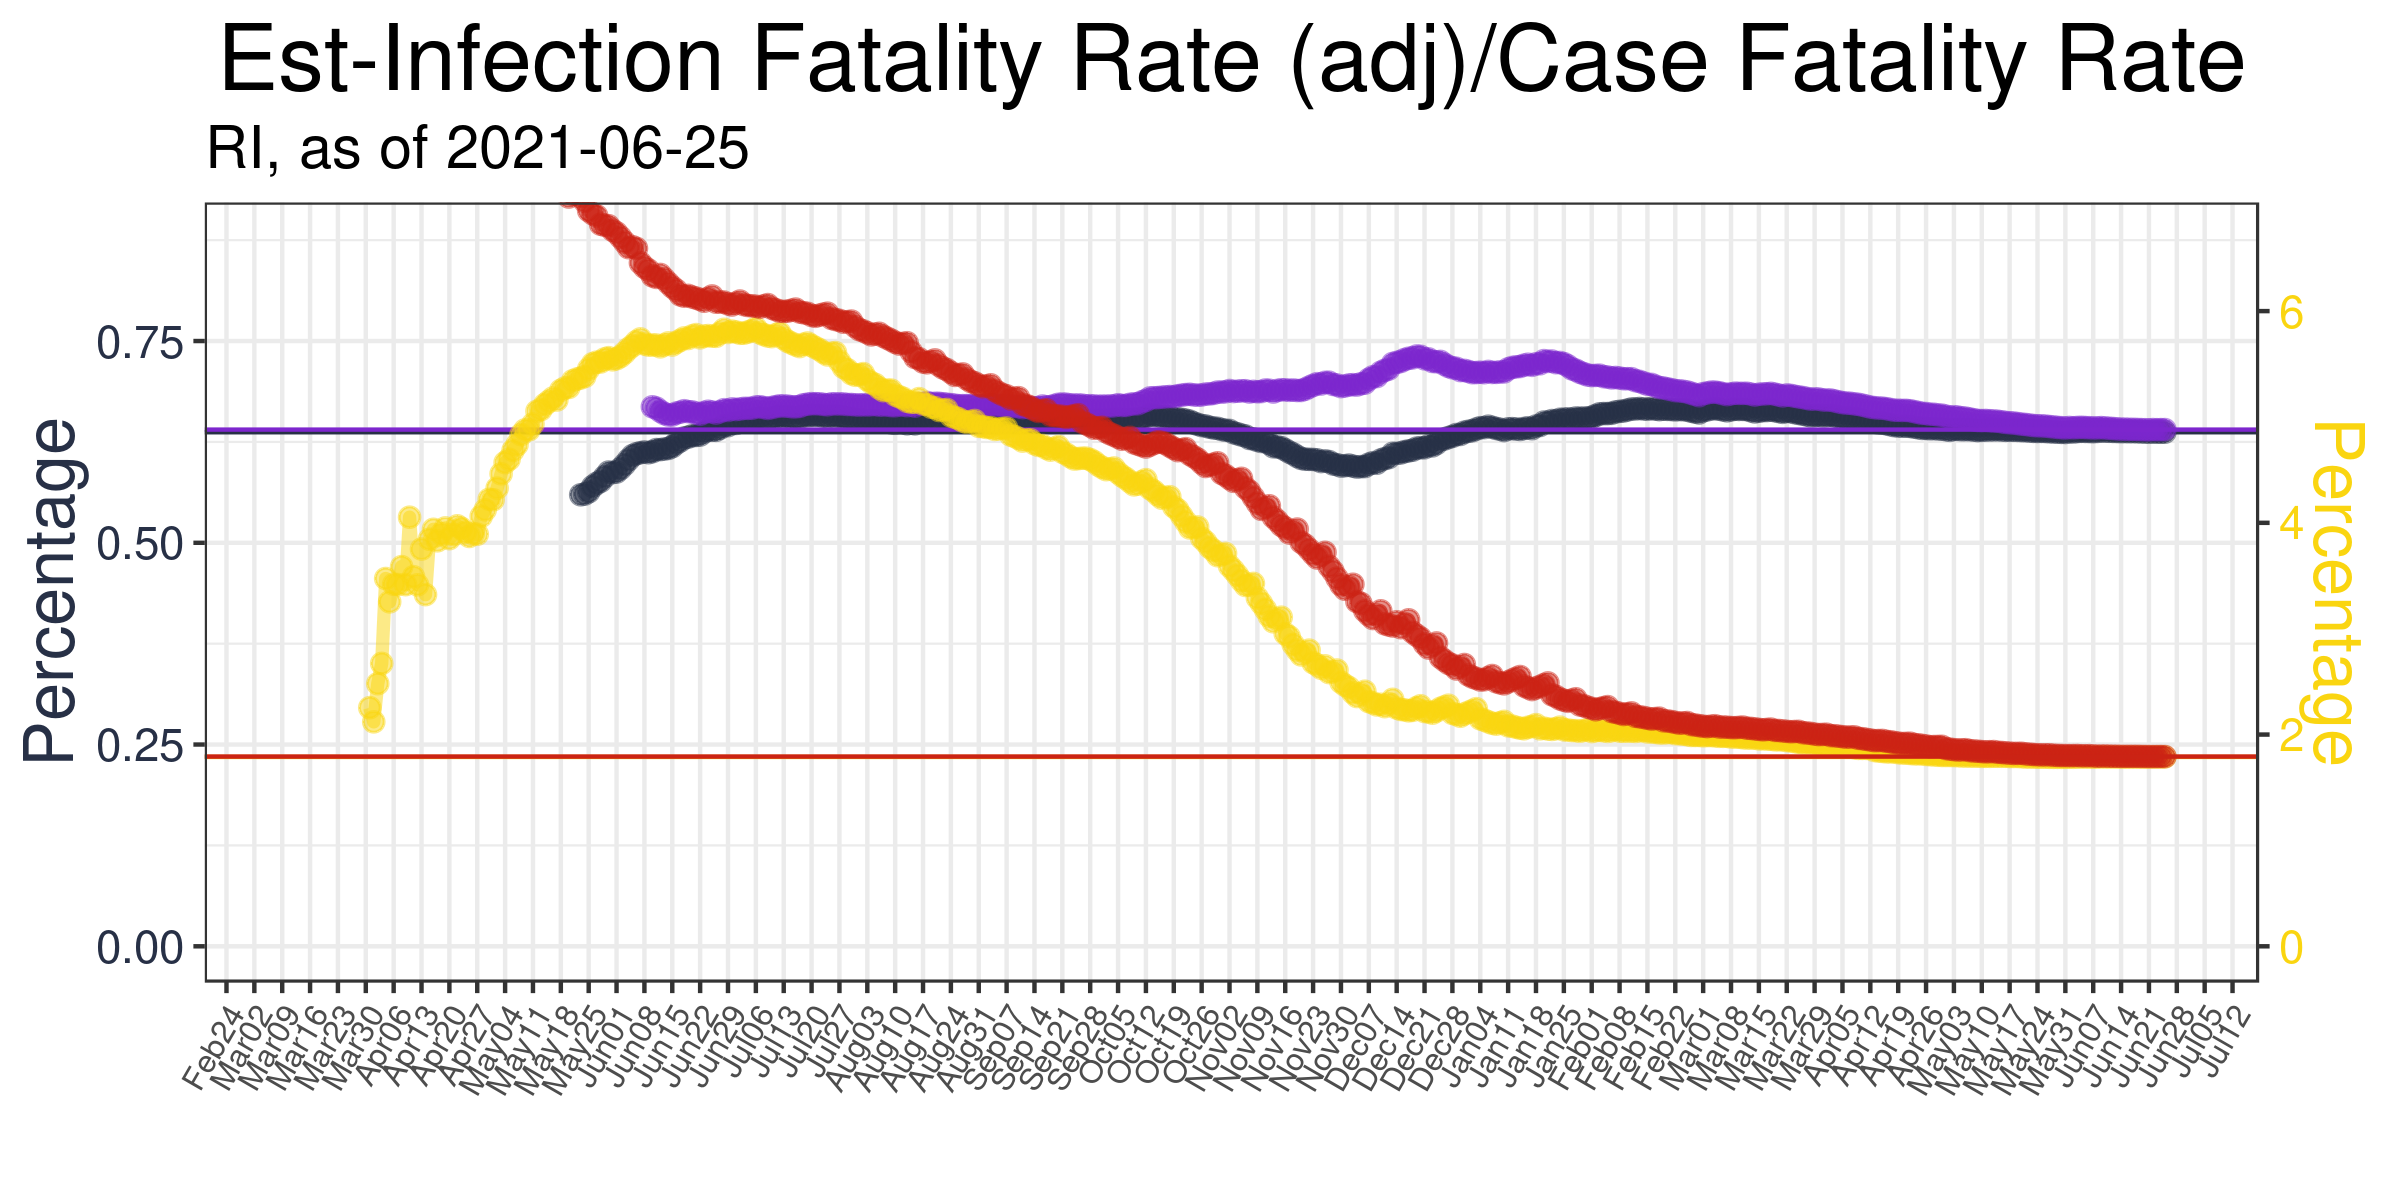 Est-Infection Fatality Rate (adj)/Case Fatality Rate
RI, as of 2021-06-25
Percentage
0.75
0.50
0.25
0.00
6
4
2
0
Percentage
Feb24
Mar02
Mar09
Mar16
Mar23
Mar30
Apr06
Apr13
Apr20
Apr27
May04
May11
May18
May25
Jun01
Jun08
Jun15
Jun22
Jun29
Jul06
Jul13
Jul20
Jul27
Aug03
Aug10
Aug17
Aug24
Aug31
Sep07
Sep14
Sep21
Sep28
Oct05
Oct12
Oct19
Oct26
Nov02
Nov09
Nov16
Nov23
Nov30
Dec07
Dec14
Dec21
Dec28
Jan04
Jan11
Jan18
Jan25
Feb01
Feb08
Feb15
Feb22
Mar01
Mar08
Mar15
Mar22
Mar29
Apr05
Apr12
Apr19
Apr26
May03
May10
May17
May24
May31
Jun07
Jun14
Jun21
Jun28
Jul05
Jul12